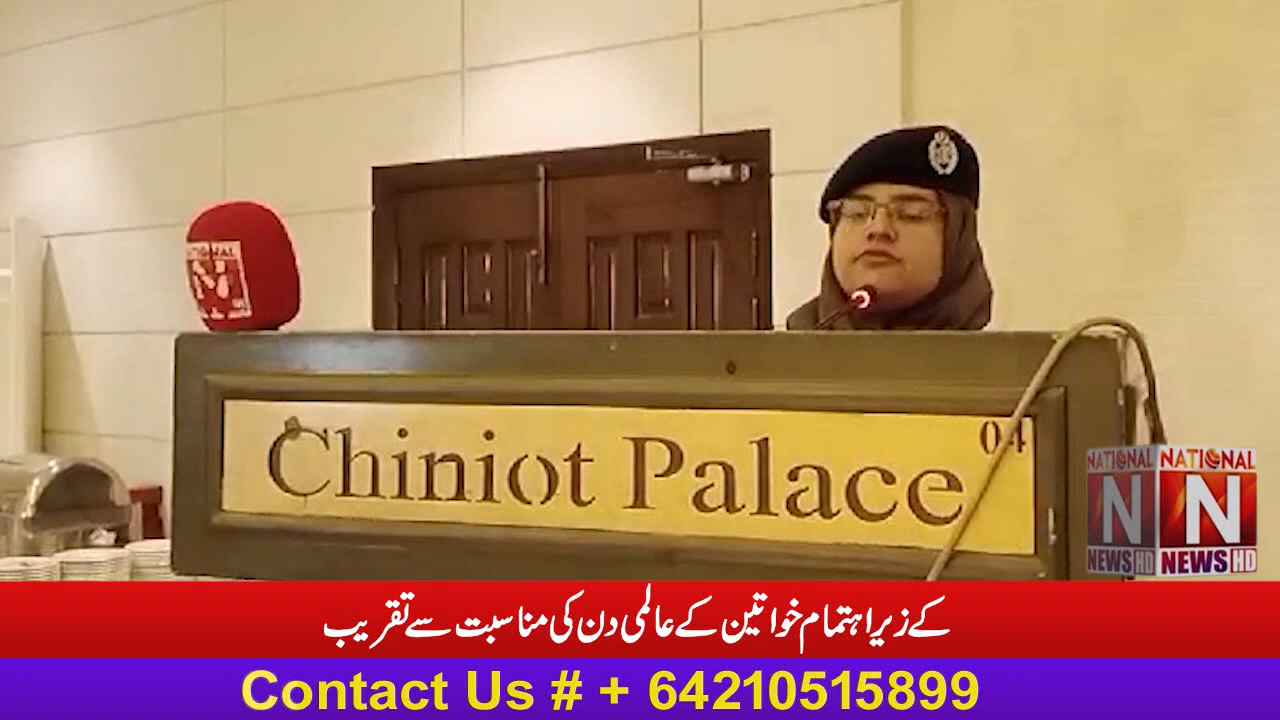 NATIONAL
N
Chiniot Palace
04
NATIONAL
N
NEWS HD
NATIONAL
N
NEWS HD
کے زیر اہتمام خواتین کے عالمی دن کی مناسبت سے تقریب
Contact Us # + 64210515899